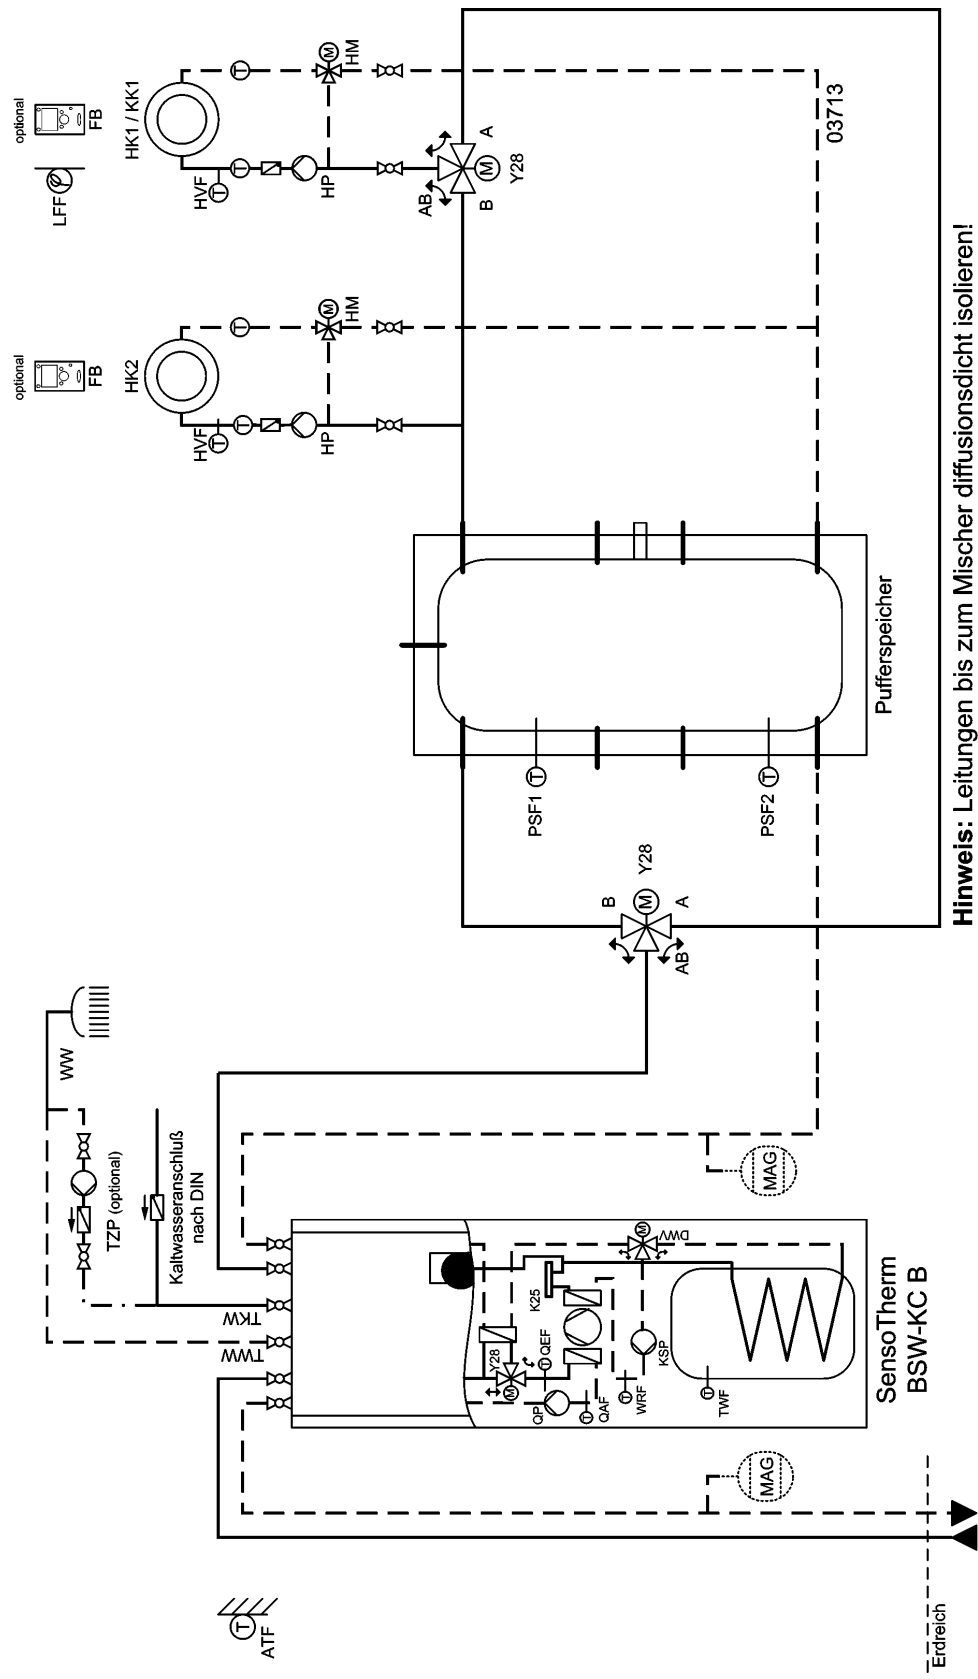 ATF
Erdreich
MAG
SensoTherm
BSW-KC B
TWW
TKW
Kaltwasseranschluß
nach DIN
TZP (optional)
WW
QP
QAF
QEF
Y28
M
K25
WRF
KSP
TWF
DWV
M
MAG
AB
B
A
M
Y28
PSF1
PSF2
Pufferspeicher
optional
FB
HK2
HVF
HP
HM
M
optional
FB
LFF
HK1 / KK1
HVF
HP
HM
M
AB
B
A
M
Y28
03713
T
T
T
T
T
T
T
T
T
T
T
T
T
Hinweis: Leitungen bis zum Mischer diffusionsdicht isolieren!